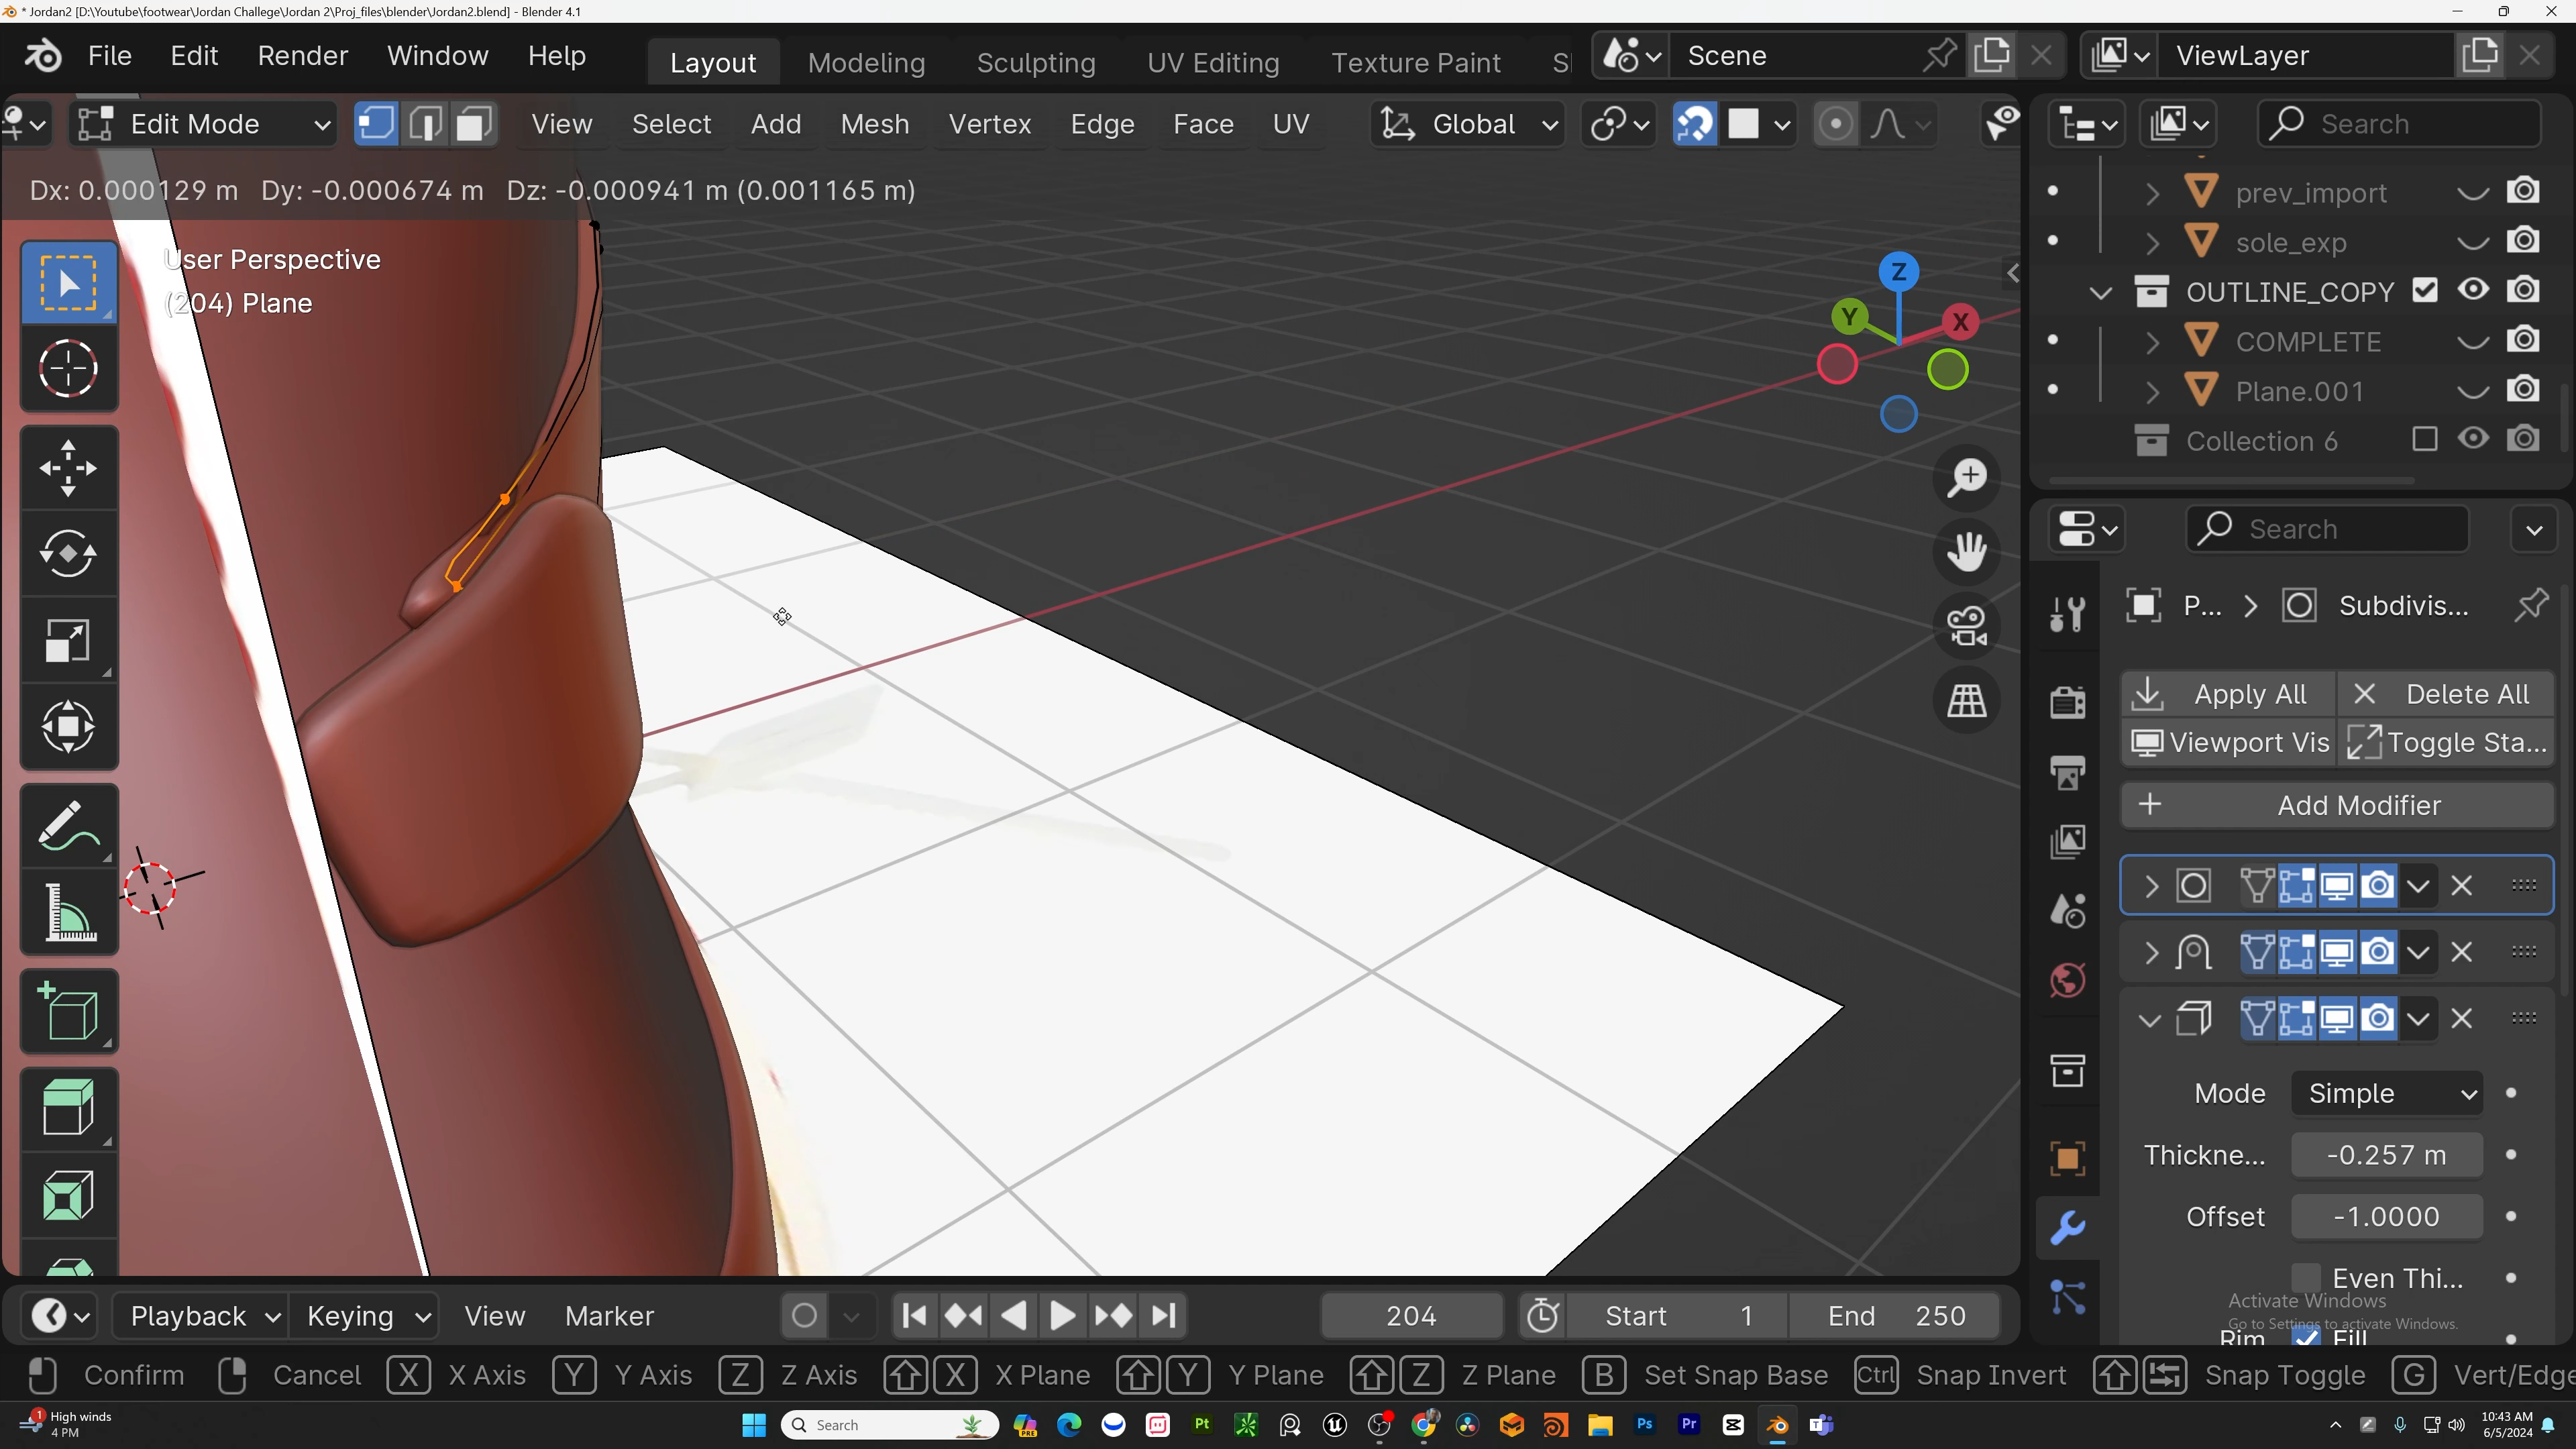 * Jordan2 [D:\Youtube\footwear\Jordan Challege\Jordan 2\Proj_files\blender\Jordan2.blend] - Blender 4.1
File Edit Render Window Help Layout Modeling Sculpting UV Editing Texture Paint Scene ViewLayer
Edit Mode View Select Add Mesh Vertex Edge Face UV Global
Search
Dx: 0.000129 m Dy: -0.000674 m Dz: -0.000941 m (0.001165 m)
User Perspective
(204) Plane
Z
Y
X
prev_import
sole_exp
OUTLINE_COPY
COMPLETE
Plane.001
Collection 6
Search
P... Subdivis...
Apply All Delete All
Viewport Vis Toggle Sta...
Add Modifier
Mode Simple
Thickne... -0.257 m
Offset -1.0000
Even Thi...
Rim Fill
Activate Windows
Go to Settings to activate Windows.
Playback Keying View Marker 204 Start 1 End 250
Confirm Cancel X X Axis Y Y Axis Z Z Axis X X Plane Y Y Plane Z Z Plane B Set Snap Base Ctrl Snap Invert Snap Toggle G Vert/Edge
1 High winds
4 PM
Search
PRE
Pt
Ps
Pr
10:43 AM
6/5/2024